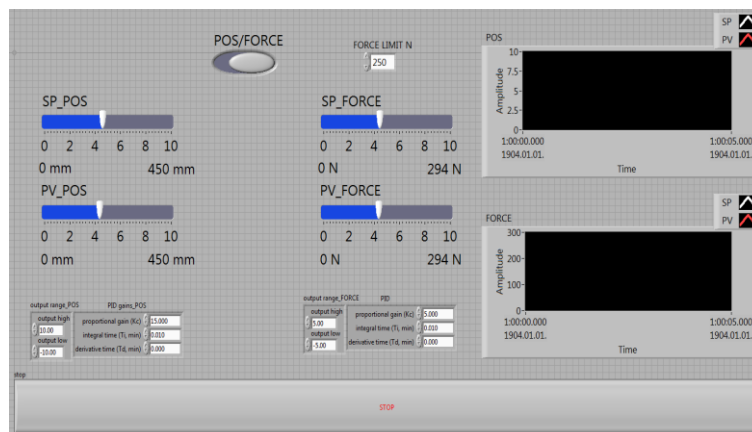 POS/FORCE
FORCE LIMIT N
250
SP_POS
0 2 4 6 8 10
0 mm 450 mm
PV_POS
0 2 4 6 8 10
0 mm 450 mm
SP_FORCE
0 2 4 6 8 10
0 N 294 N
PV_FORCE
0 2 4 6 8 10
0 N 294 N
output range_POS
output high
10.00
output low
-10.00
PID gains_POS
proportional gain (Kc) 15.000
integral time (Ti, min) 0.010
derivative time (Td, min) 0.000
output range_FORCE
output high
5.00
output low
-5.00
PID
proportional gain (Kc) 5.000
integral time (Ti, min) 0.010
derivative time (Td, min) 0.000
POS
SP
PV
Amplitude
10
7.5
5
2.5
0
1:00:00.000 1:00:05.000
1904.01.01. 1904.01.01.
Time
FORCE
SP
PV
Amplitude
300
200
100
0
1:00:00.000 1:00:05.000
1904.01.01. 1904.01.01.
Time
stop
STOP